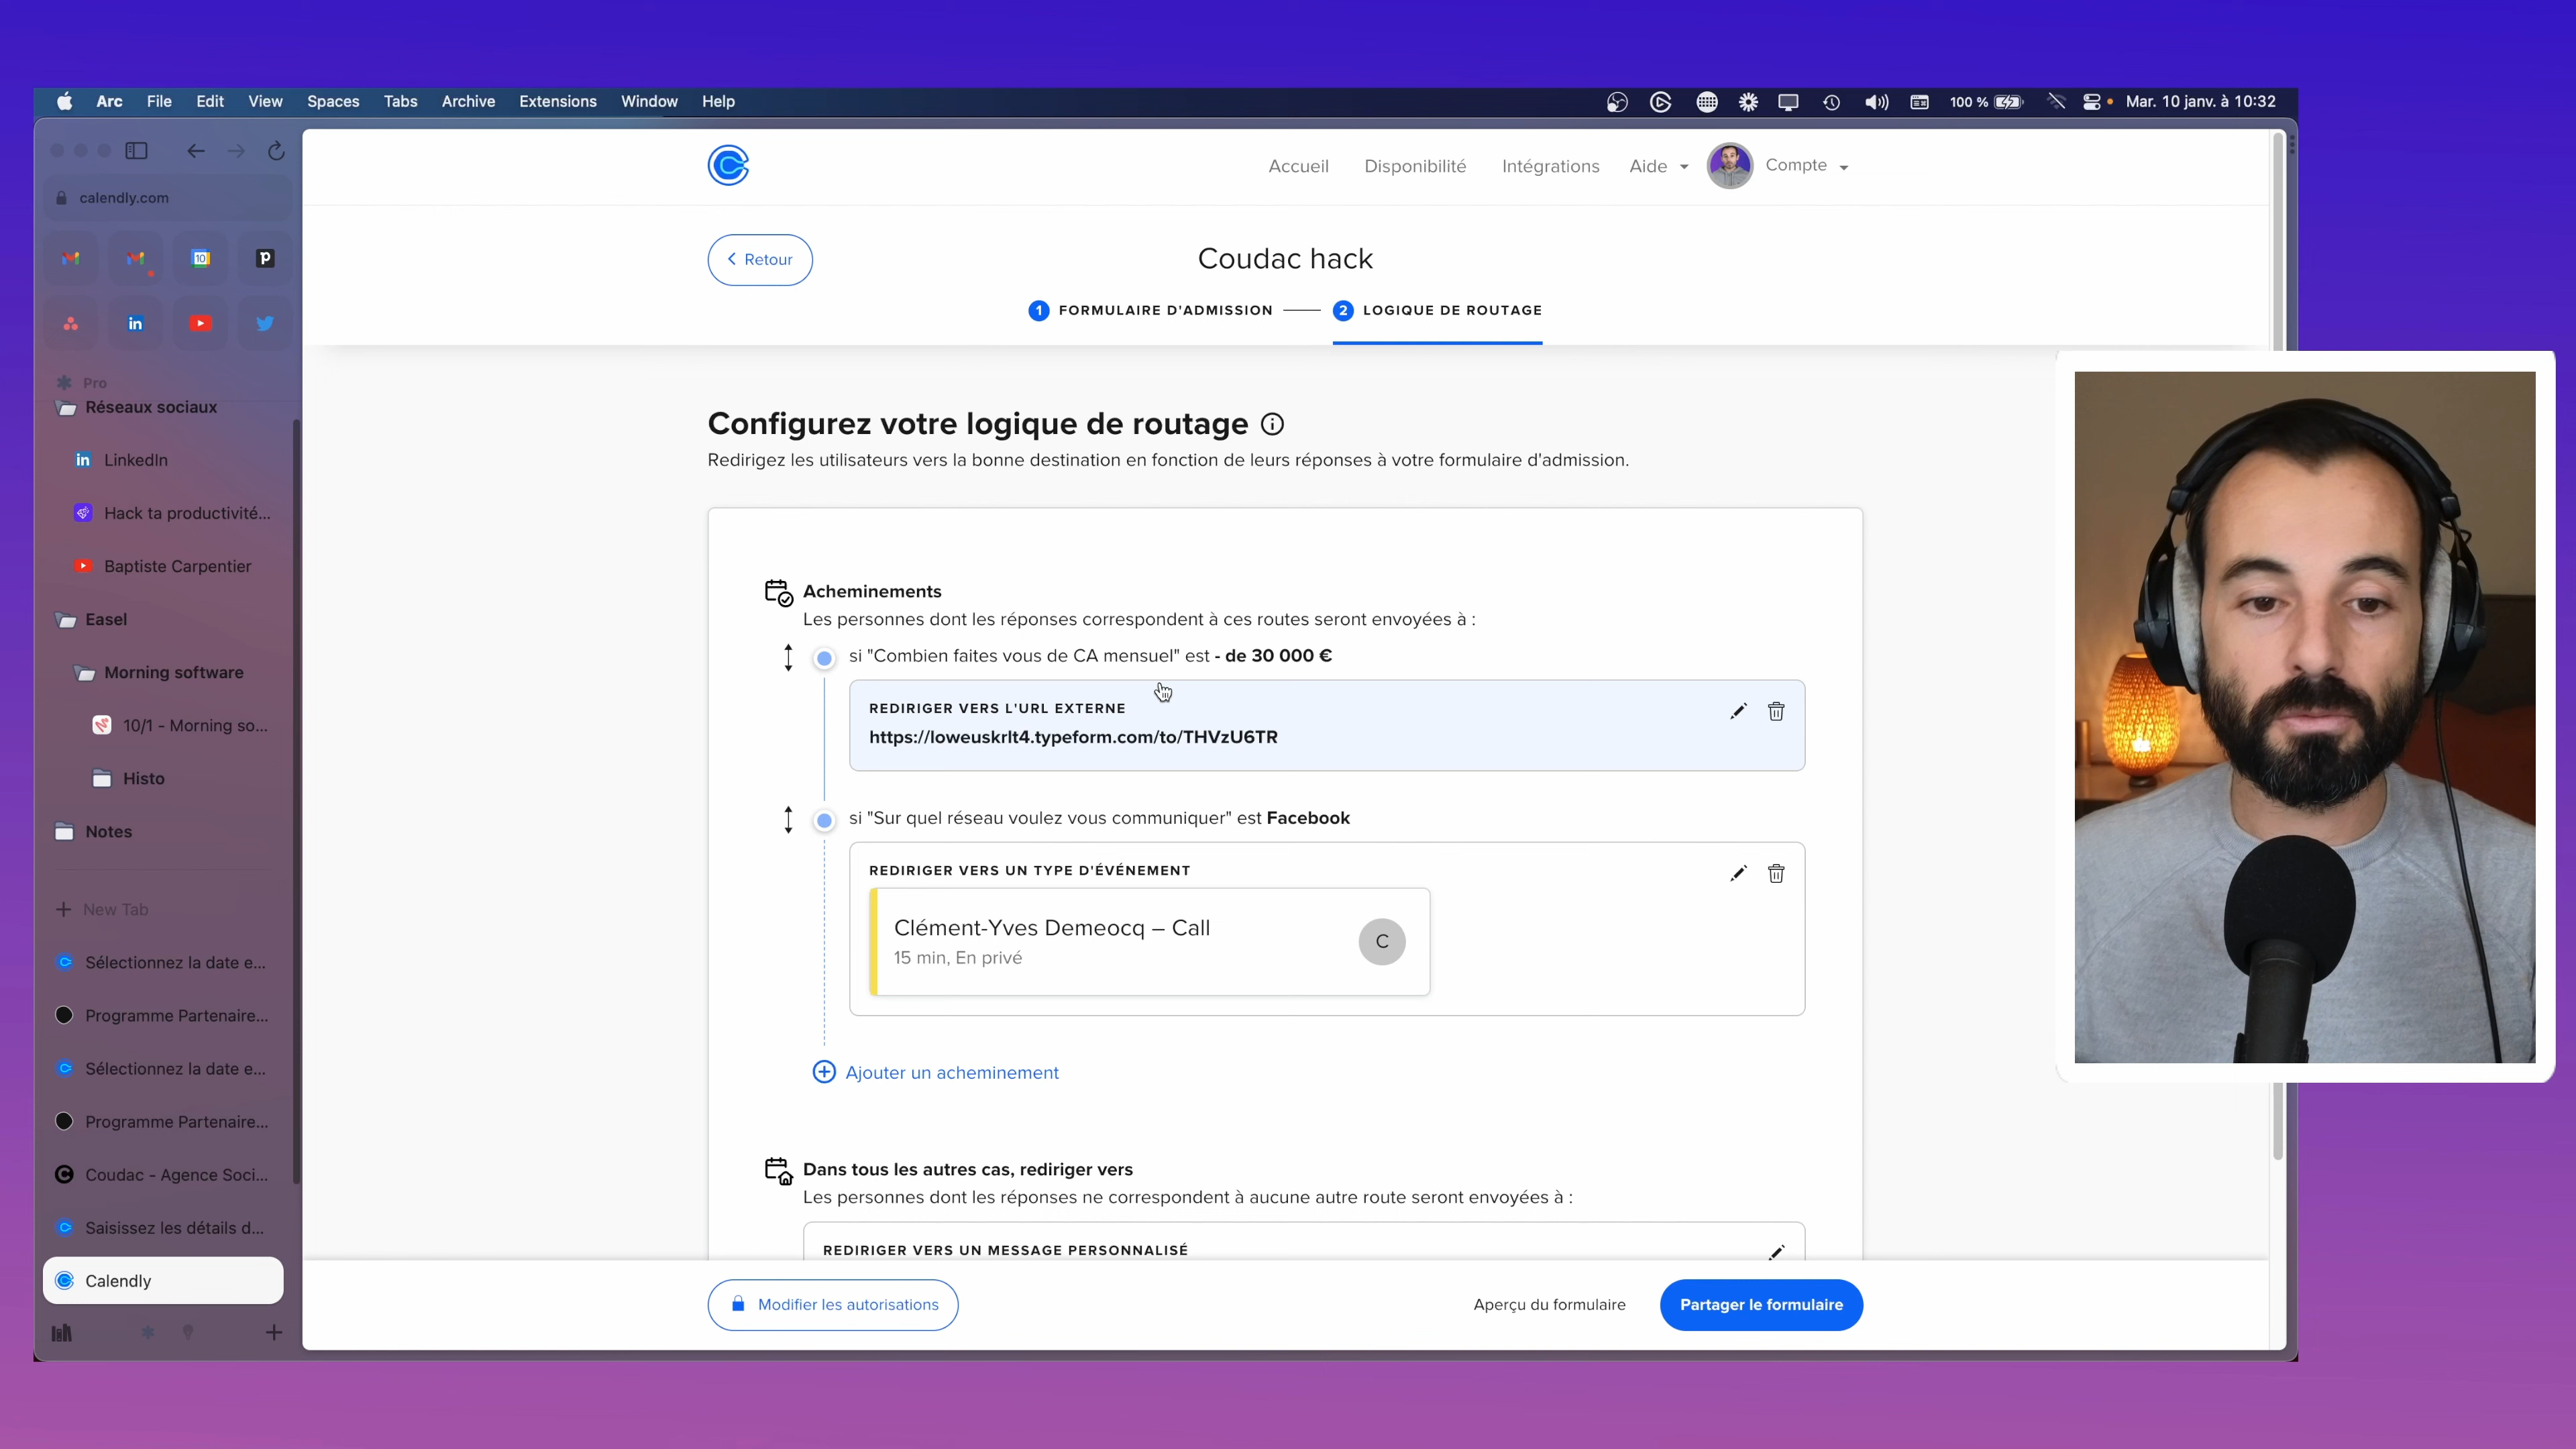 Arc File Edit View Spaces Tabs Archive Extensions Window Help
100 % Mar. 10 janv. à 10:32
calendly.com
10
Pro
Réseaux sociaux
LinkedIn
Hack ta productivité...
Baptiste Carpentier
Easel
Morning software
10/1 - Morning so...
Histo
Notes
New Tab
Sélectionnez la date e...
Programme Partenaire...
Sélectionnez la date e...
Programme Partenaire...
Coudac - Agence Soci...
Saisissez les détails d...
Calendly
Accueil Disponibilité Intégrations Aide Compte
Retour
Coudac hack
1 FORMULAIRE D'ADMISSION 2 LOGIQUE DE ROUTAGE
Configurez votre logique de routage
Redirigez les utilisateurs vers la bonne destination en fonction de leurs réponses à votre formulaire d'admission.
Acheminements
Les personnes dont les réponses correspondent à ces routes seront envoyées à :
si "Combien faites vous de CA mensuel" est - de 30 000 €
REDIRIGER VERS L'URL EXTERNE
https://loweuskrlt4.typeform.com/to/THVzU6TR
si "Sur quel réseau voulez vous communiquer" est Facebook
REDIRIGER VERS UN TYPE D'ÉVÉNEMENT
Clément-Yves Demeocq – Call
15 min, En privé
C
Ajouter un acheminement
Dans tous les autres cas, rediriger vers
Les personnes dont les réponses ne correspondent à aucune autre route seront envoyées à :
REDIRIGER VERS UN MESSAGE PERSONNALISÉ
Modifier les autorisations
Aperçu du formulaire
Partager le formulaire